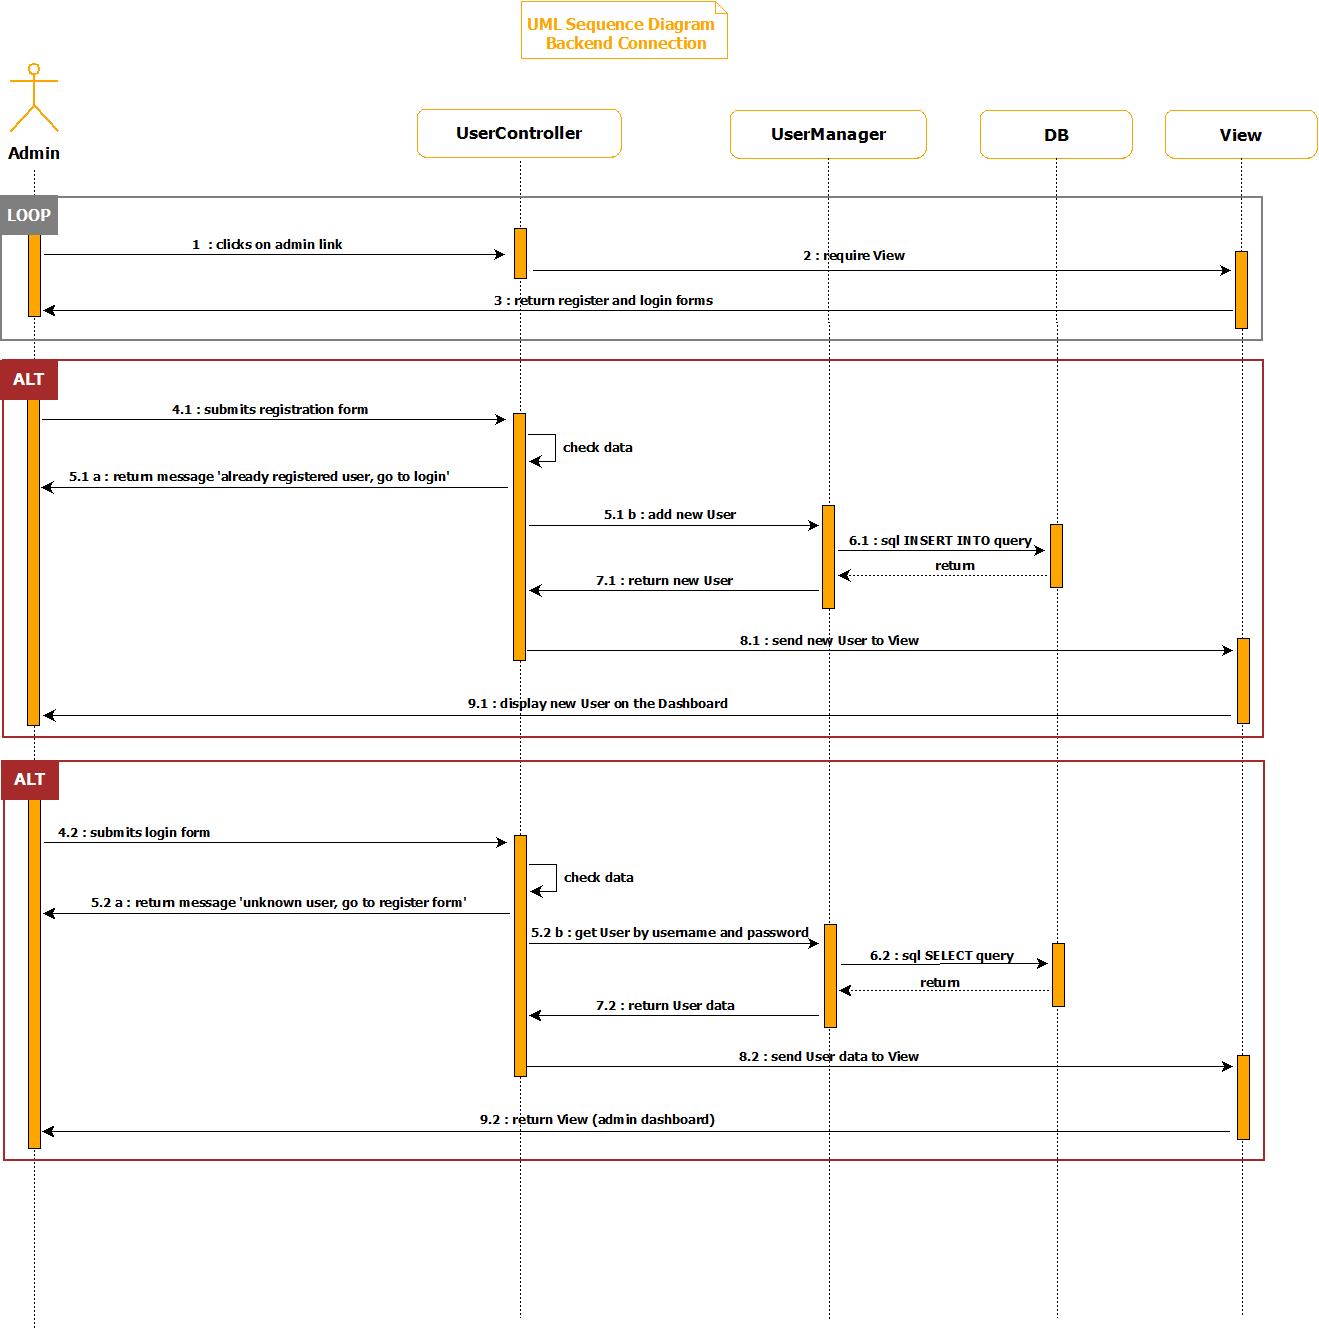 UML Sequence Diagram
Backend Connection
Admin
UserController
UserManager
DB
View
LOOP
1 : clicks on admin link
2 : require View
3 : return register and login forms
ALT
4.1 : submits registration form
check data
5.1 a : return message 'already registered user, go to login'
5.1 b : add new User
6.1 : sql INSERT INTO query
return
7.1 : return new User
8.1 : send new User to View
9.1 : display new User on the Dashboard
ALT
4.2 : submits login form
check data
5.2 a : return message 'unknown user, go to register form'
5.2 b : get User by username and password
6.2 : sql SELECT query
return
7.2 : return User data
8.2 : send User data to View
9.2 : return View (admin dashboard)